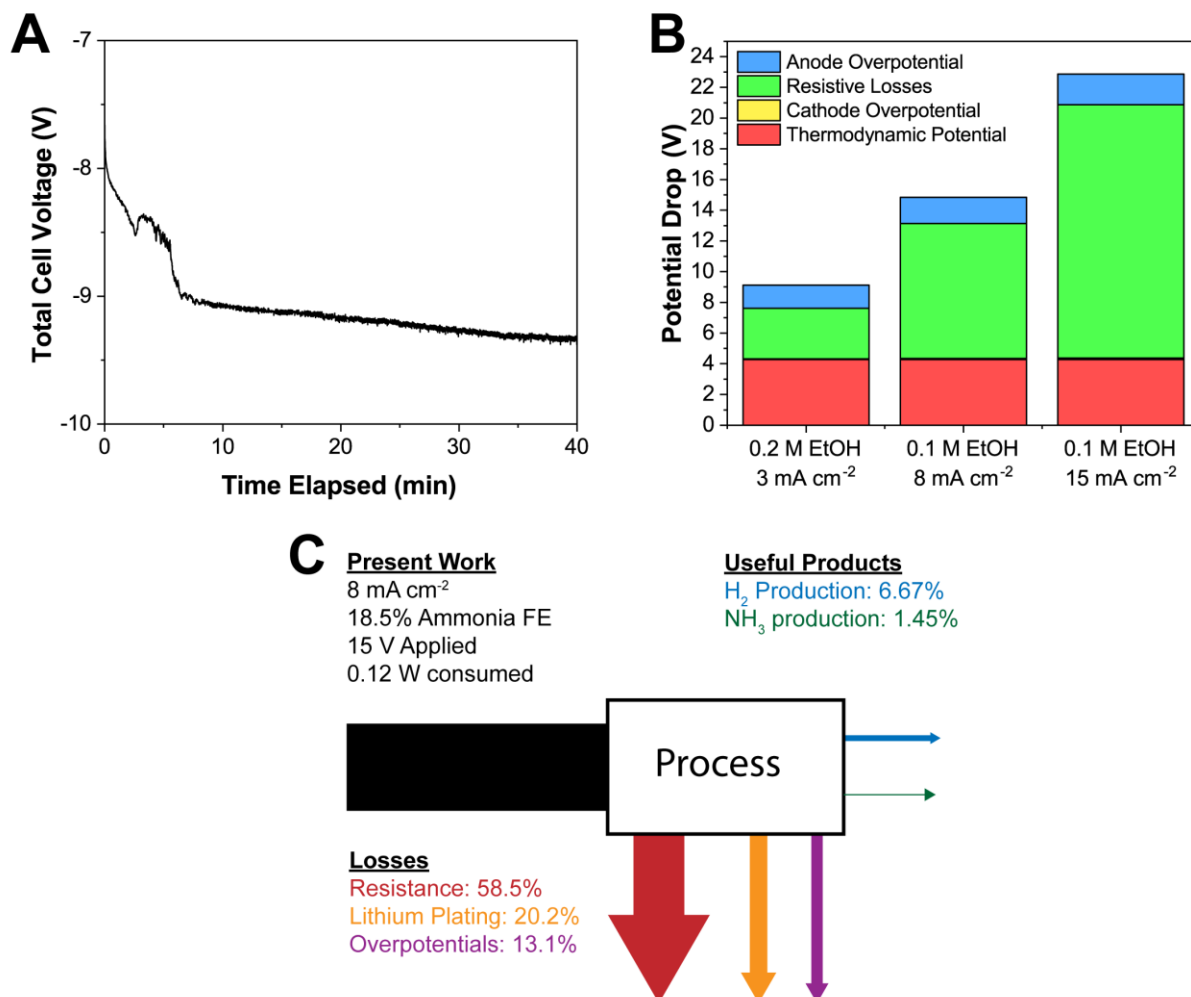 A
-7
-8
-9
-10
Total Cell Voltage (V)
0
10
20
30
40
Time Elapsed (min)
B
24
22
20
18
16
14
12
10
8
6
4
2
0
Potential Drop (V)
Anode Overpotential
Resistive Losses
Cathode Overpotential
Thermodynamic Potential
0.2 M EtOH
3 mA cm⁻²
0.1 M EtOH
8 mA cm⁻²
0.1 M EtOH
15 mA cm⁻²
C
Present Work
8 mA cm⁻²
18.5% Ammonia FE
15 V Applied
0.12 W consumed
Useful Products
H₂ Production: 6.67%
NH₃ production: 1.45%
Process
Losses
Resistance: 58.5%
Lithium Plating: 20.2%
Overpotentials: 13.1%